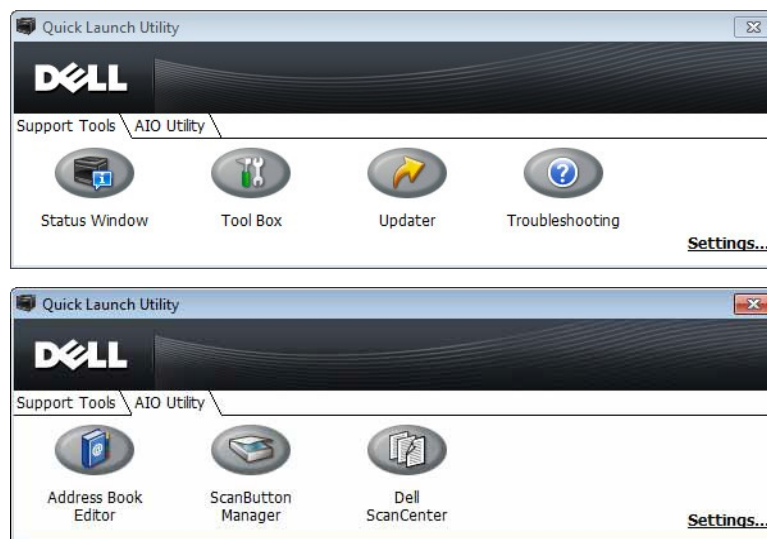 Quick Launch Utility
DELL
Support Tools AIO Utility
Status Window Tool Box Updater Troubleshooting
Settings...
Quick Launch Utility
DELL
Support Tools AIO Utility
Address Book ScanButton Dell
Editor Manager ScanCenter
Settings...